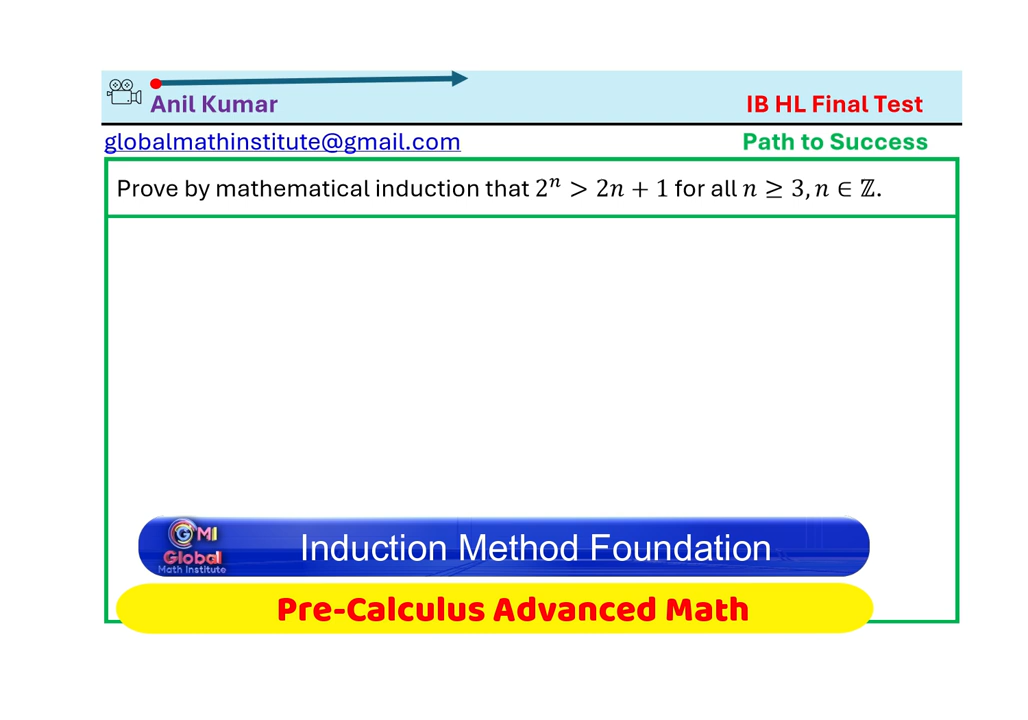 Anil Kumar
IB HL Final Test
globalmathinstitute@gmail.com
Path to Success
Prove by mathematical induction that 2ⁿ > 2n + 1 for all n ≥ 3, n ∈ ℤ.
GMI
Global
Math Institute
Induction Method Foundation
Pre-Calculus Advanced Math